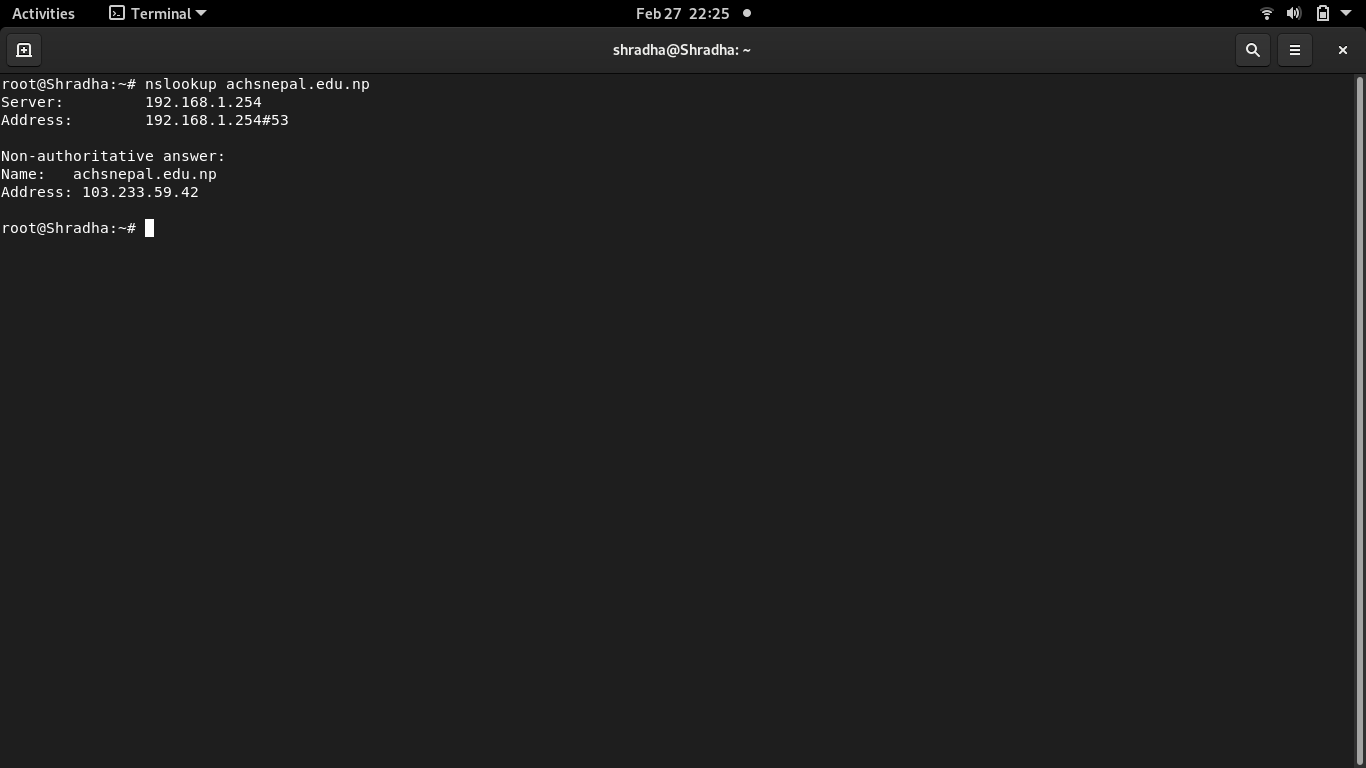 Activities Terminal Feb 27 22:25
shradha@Shradha: ~
root@Shradha:~# nslookup achsnepal.edu.np
Server:         192.168.1.254
Address:        192.168.1.254#53

Non-authoritative answer:
Name:   achsnepal.edu.np
Address: 103.233.59.42

root@Shradha:~#